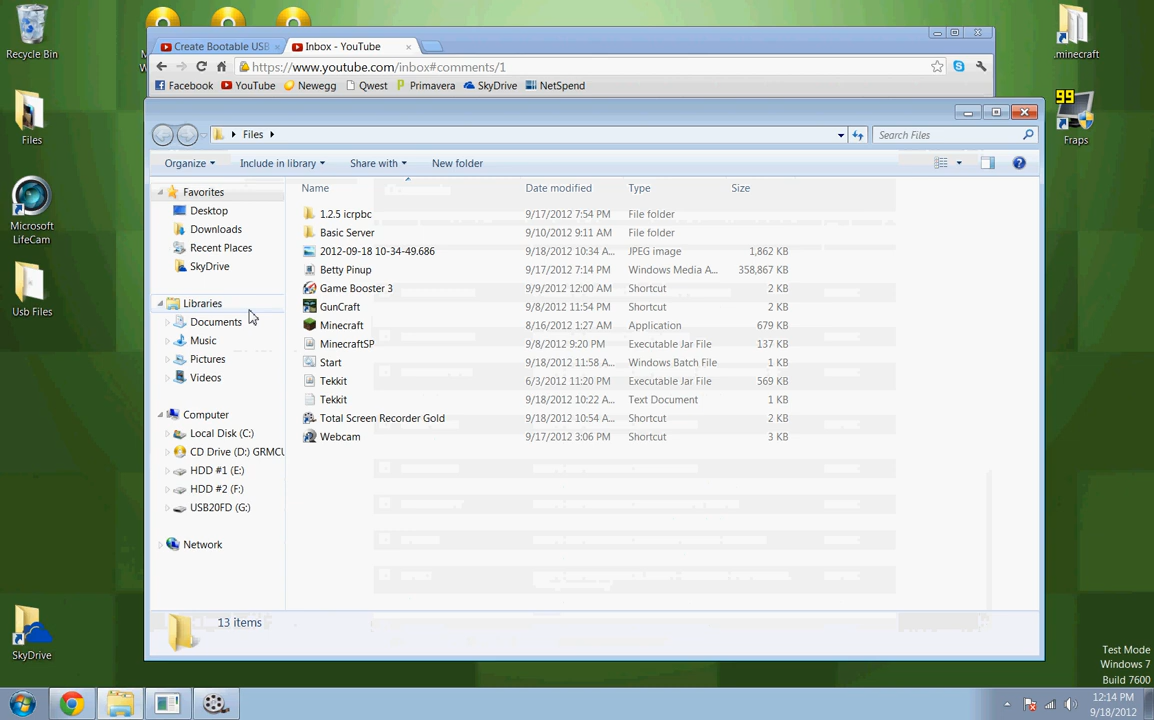 Recycle Bin
Files
Microsoft
LifeCam
Usb Files
SkyDrive
.minecraft
99
Fraps
Create Bootable USB
Inbox - YouTube
https://www.youtube.com/inbox#comments/1
Facebook YouTube Newegg Qwest Primavera SkyDrive NetSpend
Files
Search Files
Organize Include in library Share with New folder
Favorites
Desktop
Downloads
Recent Places
SkyDrive
Libraries
Documents
Music
Pictures
Videos
Computer
Local Disk (C:)
CD Drive (D:) GRMCU
HDD #1 (E:)
HDD #2 (F:)
USB20FD (G:)
Network
Name Date modified Type Size
1.2.5 icrpbc 9/17/2012 7:54 PM File folder
Basic Server 9/10/2012 9:11 AM File folder
2012-09-18 10-34-49.686 9/18/2012 10:34 A... JPEG image 1,862 KB
Betty Pinup 9/17/2012 7:14 PM Windows Media A... 358,867 KB
Game Booster 3 9/9/2012 12:00 AM Shortcut 2 KB
GunCraft 9/8/2012 11:54 PM Shortcut 2 KB
Minecraft 8/16/2012 1:27 AM Application 679 KB
MinecraftSP 9/8/2012 9:20 PM Executable Jar File 137 KB
Start 9/18/2012 11:58 A... Windows Batch File 1 KB
Tekkit 6/3/2012 11:20 PM Executable Jar File 569 KB
Tekkit 9/18/2012 10:22 A... Text Document 1 KB
Total Screen Recorder Gold 9/18/2012 10:54 A... Shortcut 2 KB
Webcam 9/17/2012 3:06 PM Shortcut 3 KB
13 items
Test Mode
Windows 7
Build 7600
12:14 PM
9/18/2012